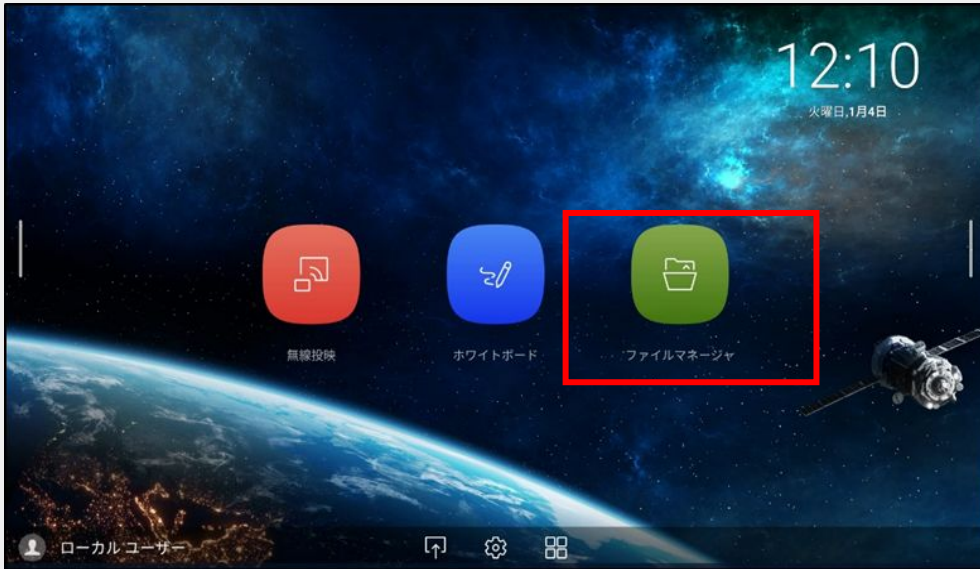 12:10
火曜日,1月4日
無線投映
ホワイトボード
ファイルマネージャ
ローカル ユーザー